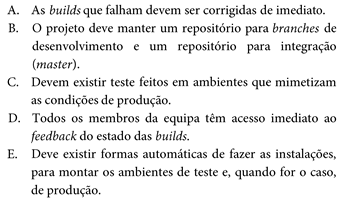 A. As builds que falham devem ser corrigidas de imediato.
B. O projeto deve manter um repositório para branches de
desenvolvimento e um repositório para integração
(master).
C. Devem existir teste feitos em ambientes que mimetizam
as condições de produção.
D. Todos os membros da equipa têm acesso imediato ao
feedback do estado das builds.
E. Deve existir formas automáticas de fazer as instalações,
para montar os ambientes de teste e, quando for o caso,
de produção.